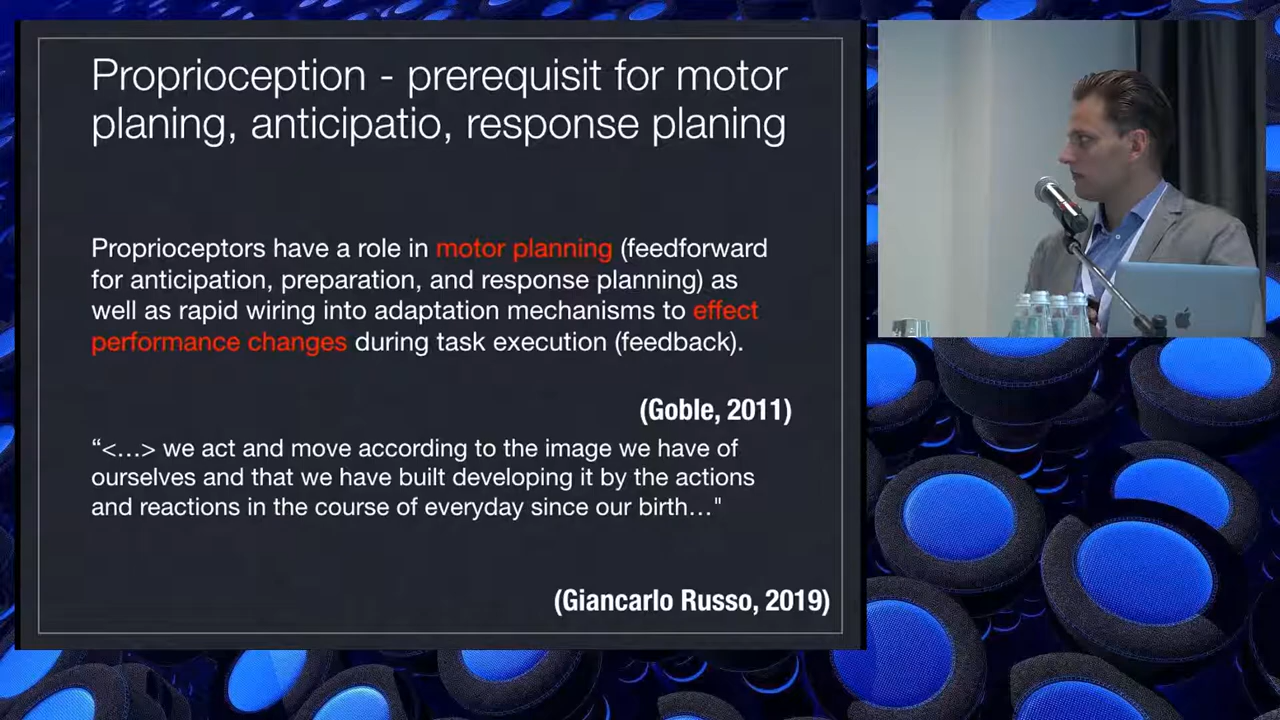 Proprioception - prerequisit for motor
planing, anticipatio, response planing
Proprioceptors have a role in motor planning (feedforward
for anticipation, preparation, and response planning) as
well as rapid wiring into adaptation mechanisms to effect
performance changes during task execution (feedback).
(Goble, 2011)
“<...> we act and move according to the image we have of
ourselves and that we have built developing it by the actions
and reactions in the course of everyday since our birth..."
(Giancarlo Russo, 2019)